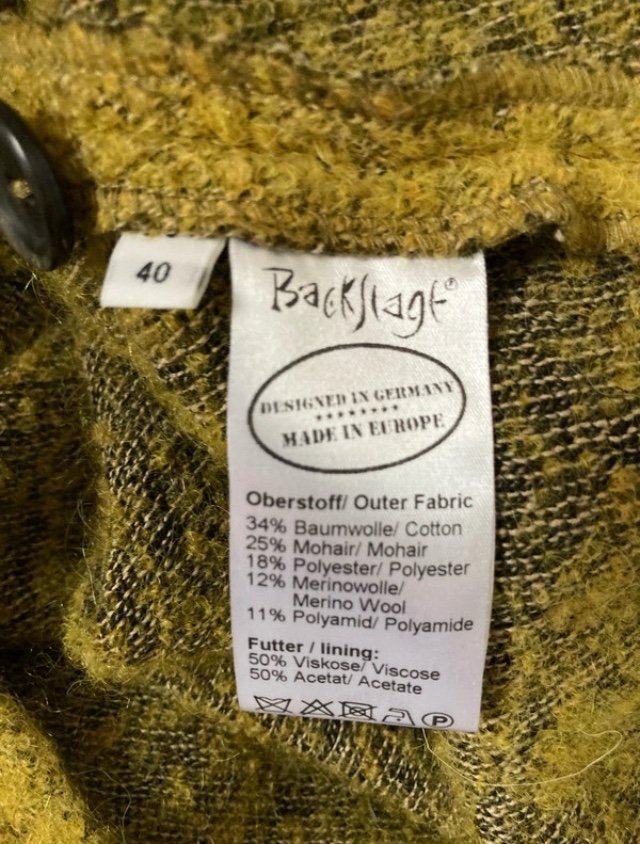 40
Backstage®
DESIGNED IN GERMANY
MADE IN EUROPE
Oberstoff/ Outer Fabric
34% Baumwolle/ Cotton
25% Mohair/ Mohair
18% Polyester/ Polyester
12% Merinowolle/
Merino Wool
11% Polyamid/ Polyamide
Futter / lining:
50% Viskose/ Viscose
50% Acetat/ Acetate
P